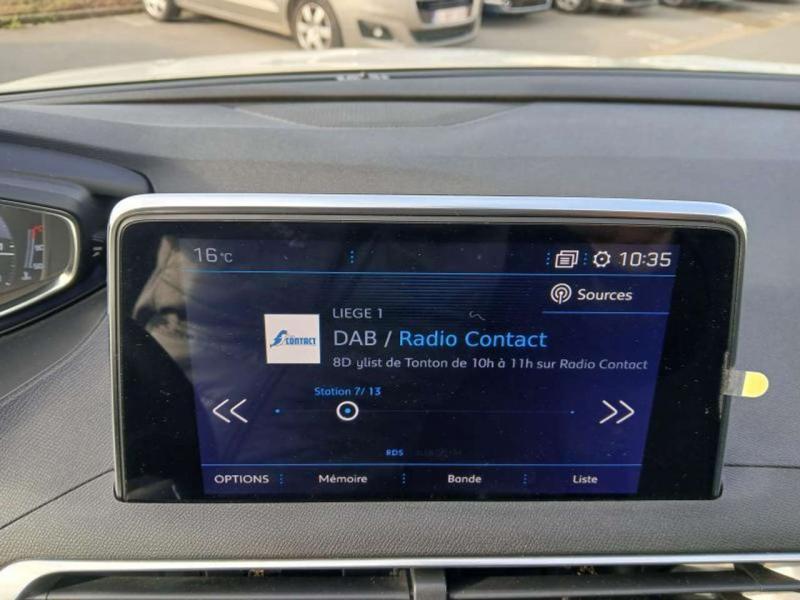 16°C
10:35
Sources
LIEGE 1
CONTACT
DAB / Radio Contact
8D ylist de Tonton de 10h à 11h sur Radio Contact
Station 7/ 13
RDS
OPTIONS
Mémoire
Bande
Liste